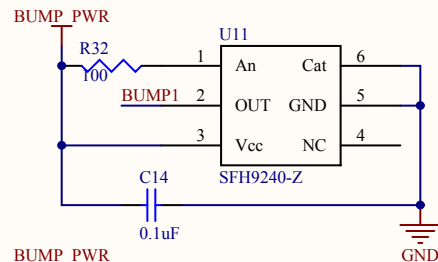 BUMP_PWR
U11
R32
100
1
An
Cat
6
BUMP1
2
OUT
GND
5
3
Vcc
NC
4
SFH9240-Z
C14
0.1uF
BUMP_PWR
GND